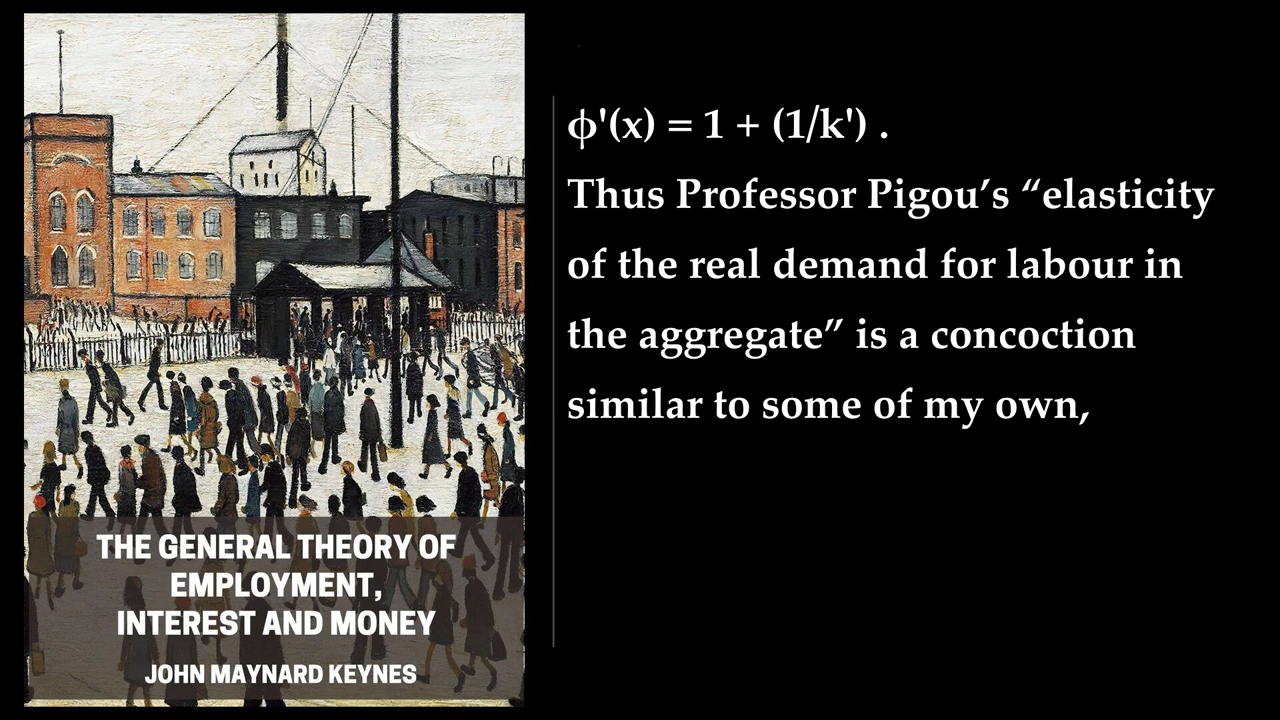 ϕ'(x) = 1 + (1/k') .
Thus Professor Pigou’s “elasticity
of the real demand for labour in
the aggregate” is a concoction
similar to some of my own,
THE GENERAL THEORY OF
EMPLOYMENT,
INTEREST AND MONEY
JOHN MAYNARD KEYNES